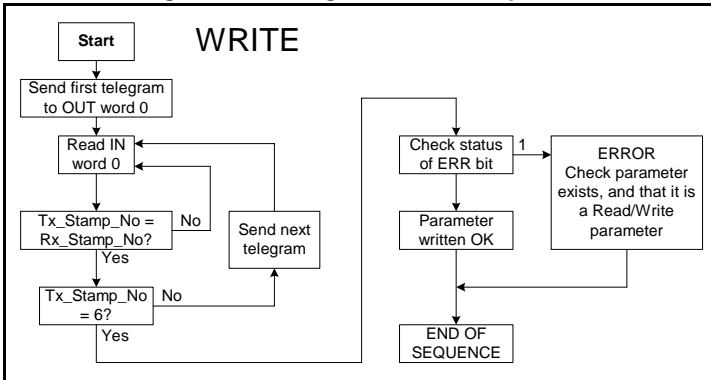 WRITE
Start
Send first telegram
to OUT word 0
Read IN
word 0
Tx_Stamp_No =
Rx_Stamp_No?
No
Yes
Send next
telegram
Tx_Stamp_No
= 6?
No
Yes
Check status
of ERR bit
1
ERROR
Check parameter
exists, and that it is
a Read/Write
parameter
Parameter
written OK
END OF
SEQUENCE